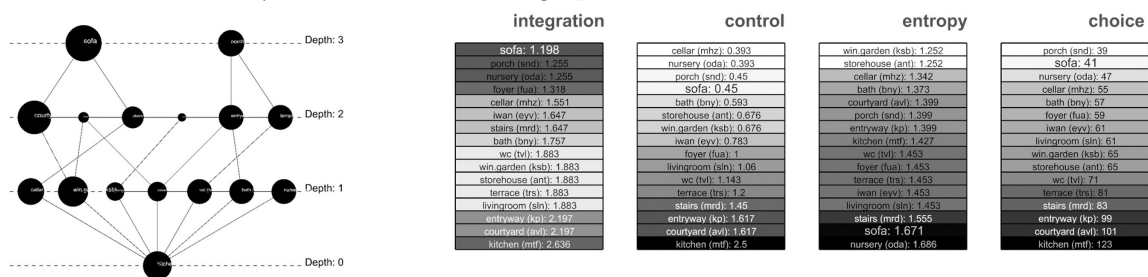 integration
control
entropy
choice
sofa
porch
Depth: 3
Depth: 2
Depth: 1
Depth: 0
sofa: 1.198
porch (snd): 1.255
nursery (oda): 1.255
foyer (fua): 1.318
cellar (mhz): 1.551
iwan (eyv): 1.647
stairs (mrd): 1.647
bath (bny): 1.757
wc (tvl): 1.883
win.garden (ksb): 1.883
storehouse (ant): 1.883
terrace (trs): 1.883
livingroom (sln): 1.883
entryway (kp): 2.197
courtyard (avl): 2.197
kitchen (mtf): 2.636
cellar (mhz): 0.393
nursery (oda): 0.393
porch (snd): 0.45
sofa: 0.45
bath (bny): 0.593
storehouse (ant): 0.676
win.garden (ksb): 0.676
iwan (eyv): 0.783
foyer (fua): 1
livingroom (sln): 1.06
wc (tvl): 1.143
terrace (trs): 1.2
stairs (mrd): 1.45
entryway (kp): 1.617
courtyard (avl): 1.617
kitchen (mtf): 2.5
win.garden (ksb): 1.252
storehouse (ant): 1.252
cellar (mhz): 1.342
bath (bny): 1.373
courtyard (avl): 1.399
porch (snd): 1.399
entryway (kp): 1.399
kitchen (mtf): 1.427
wc (tvl): 1.453
foyer (fua): 1.453
terrace (trs): 1.453
iwan (eyv): 1.453
livingroom (sln): 1.453
stairs (mrd): 1.555
sofa: 1.671
nursery (oda): 1.686
porch (snd): 39
sofa: 41
nursery (oda): 47
cellar (mhz): 55
bath (bny): 57
foyer (fua): 59
iwan (eyv): 61
livingroom (sln): 61
win.garden (ksb): 65
storehouse (ant): 65
wc (tvl): 71
terrace (trs): 81
stairs (mrd): 83
entryway (kp): 99
courtyard (avl): 101
kitchen (mtf): 123